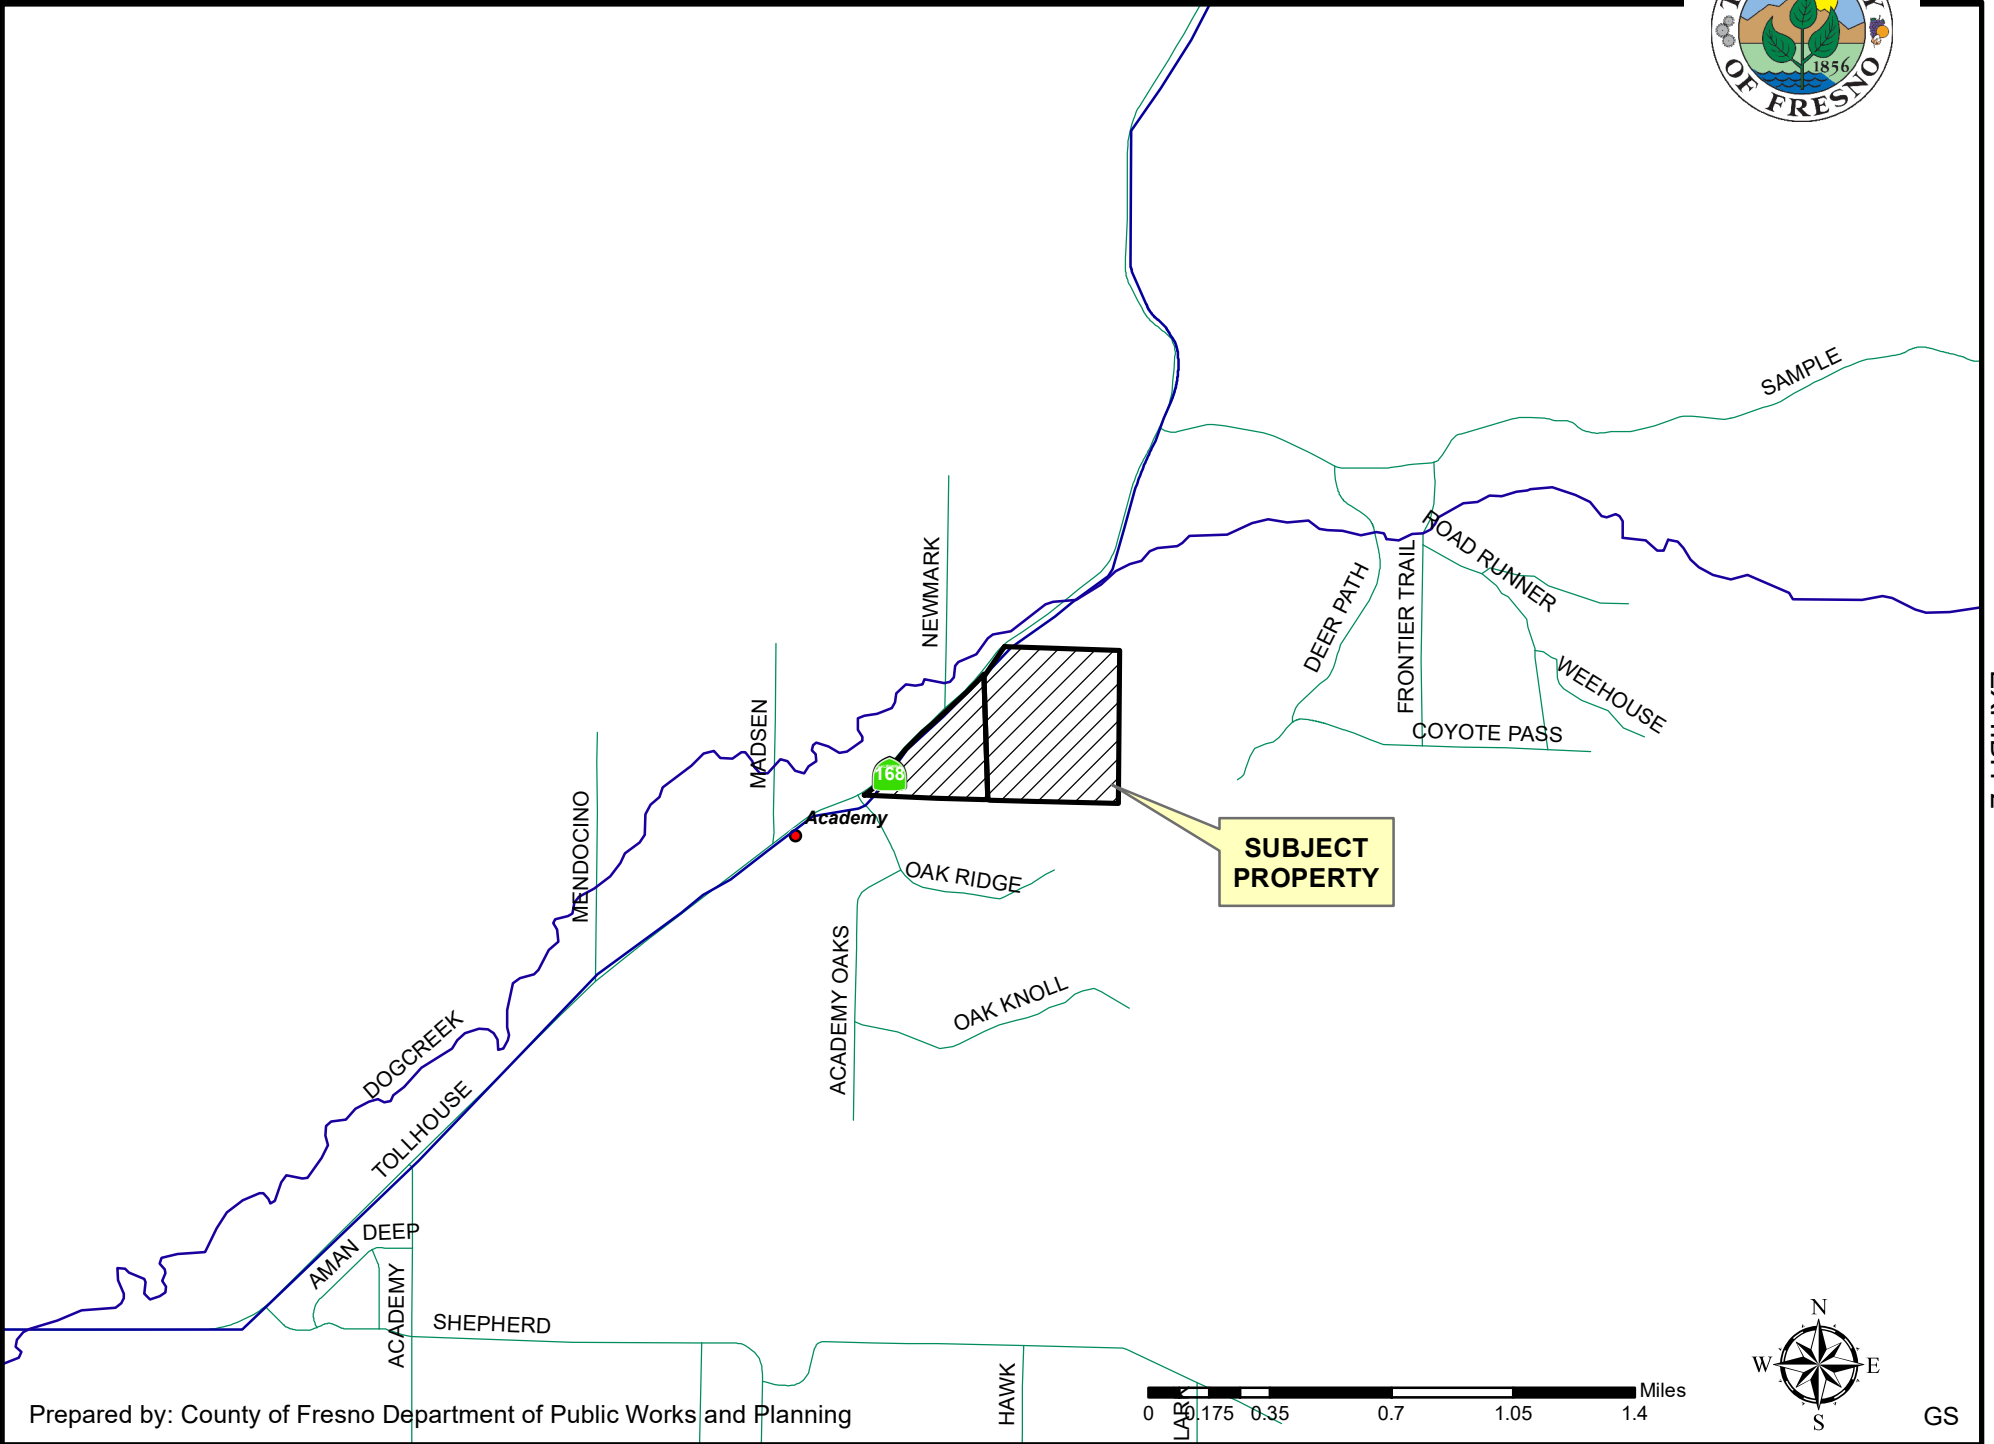 1856
OF FRESNO
SAMPLE
NEWMARK
ROAD RUNNER
DEER PATH
FRONTIER TRAIL
WEEHOUSE
COYOTE PASS
MADSEN
168
MENDOCINO
Academy
SUBJECT
PROPERTY
OAK RIDGE
ACADEMY OAKS
OAK KNOLL
DOGCREEK
TOLLHOUSE
AMAN DEEP
ACADEMY
SHEPHERD
HAWK
LARK
N
W E
S
Miles
0 0.175 0.35 0.7 1.05 1.4
Prepared by: County of Fresno Department of Public Works and Planning
GS